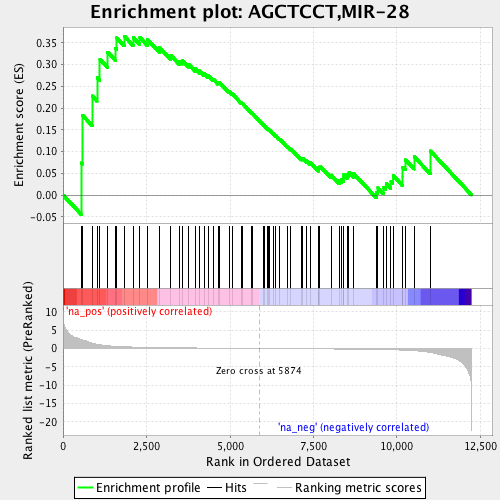 Enrichment plot: AGCTCCT,MIR-28
Enrichment score (ES)
0.35
0.30
0.25
0.20
0.15
0.10
0.05
0.00
-0.05
'na_pos' (positively correlated)
Ranked list metric (PreRanked)
10
5
0
-5
-10
-15
-20
Zero cross at 5874
'na_neg' (negatively correlated)
0
2,500
5,000
7,500
10,000
12,500
Rank in Ordered Dataset
Enrichment profile
Hits
Ranking metric scores